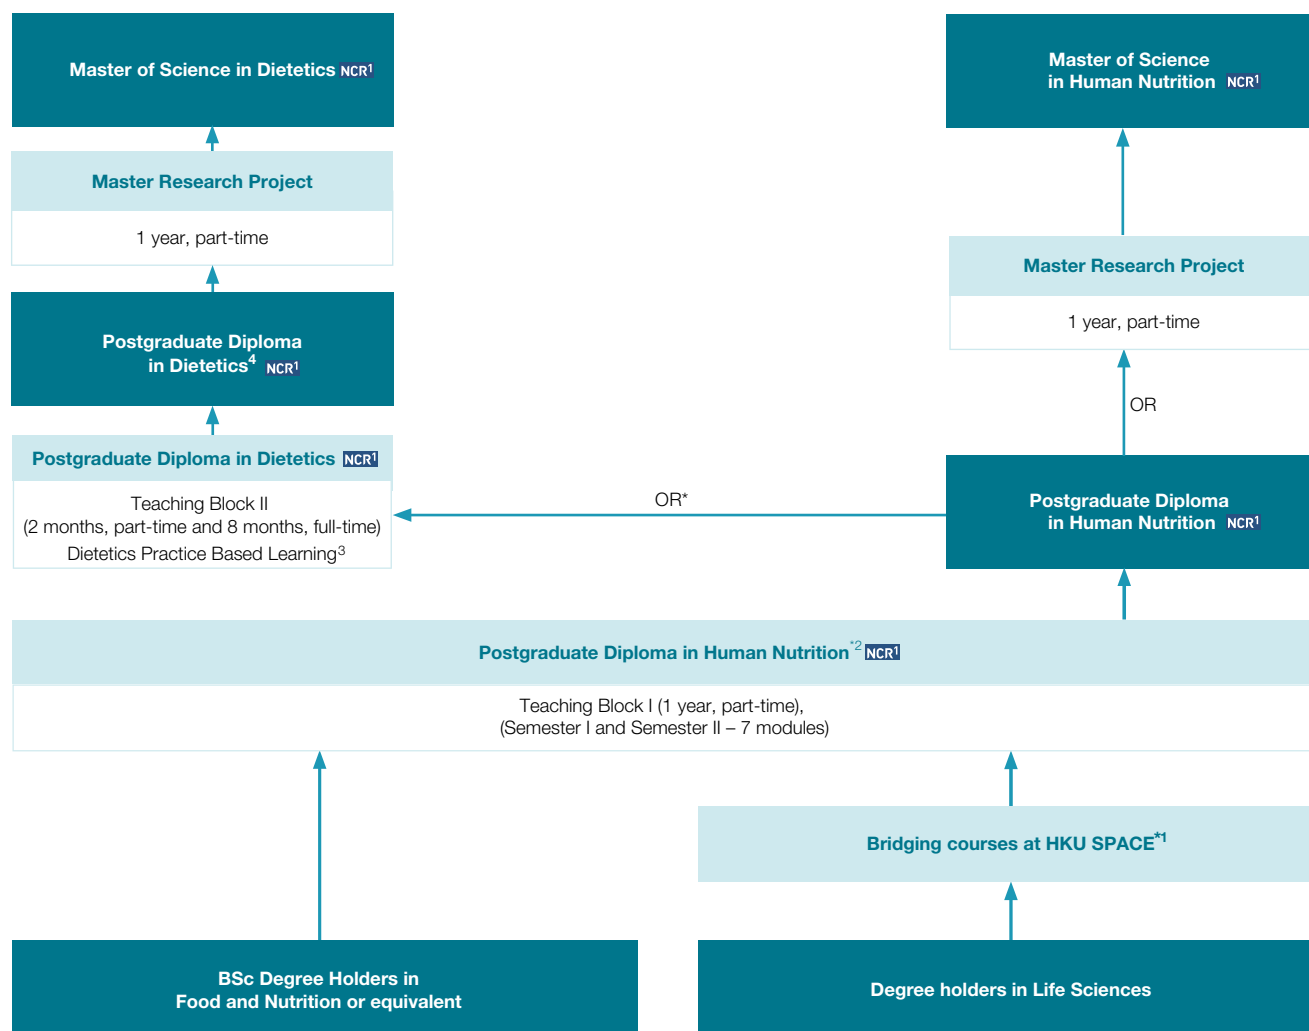 Master of Science in Dietetics NCR1
Master of Science
in Human Nutrition NCR1
Master Research Project
1 year, part-time
Master Research Project
1 year, part-time
Postgraduate Diploma
in Dietetics4 NCR1
OR
Postgraduate Diploma in Dietetics NCR1
Teaching Block II
(2 months, part-time and 8 months, full-time)
Dietetics Practice Based Learning3
OR*
Postgraduate Diploma
in Human Nutrition NCR1
Postgraduate Diploma in Human Nutrition*2 NCR1
Teaching Block I (1 year, part-time),
(Semester I and Semester II – 7 modules)
Bridging courses at HKU SPACE*1
BSc Degree Holders in
Food and Nutrition or equivalent
Degree holders in Life Sciences